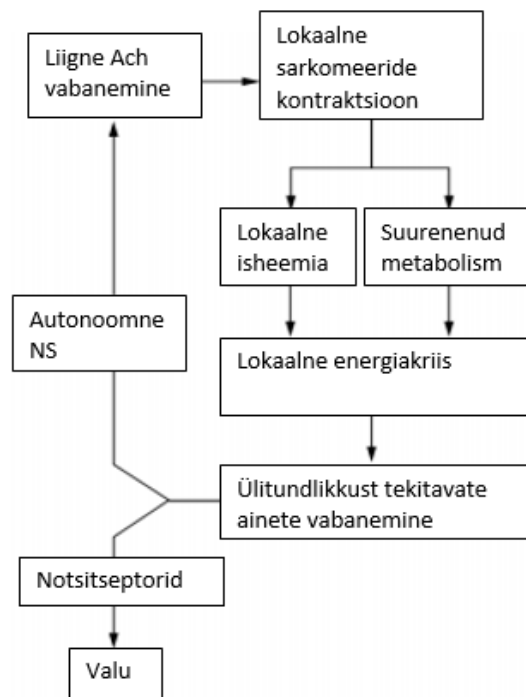 Liigne Ach
vabanemine
Lokaalne
sarkomeeride
kontraktsioon
Lokaalne
isheemia
Suurenenud
metabolism
Autonoomne
NS
Lokaalne energiakriis
Ülitundlikkust tekitavate
ainete vabanemine
Notsitseptorid
Valu